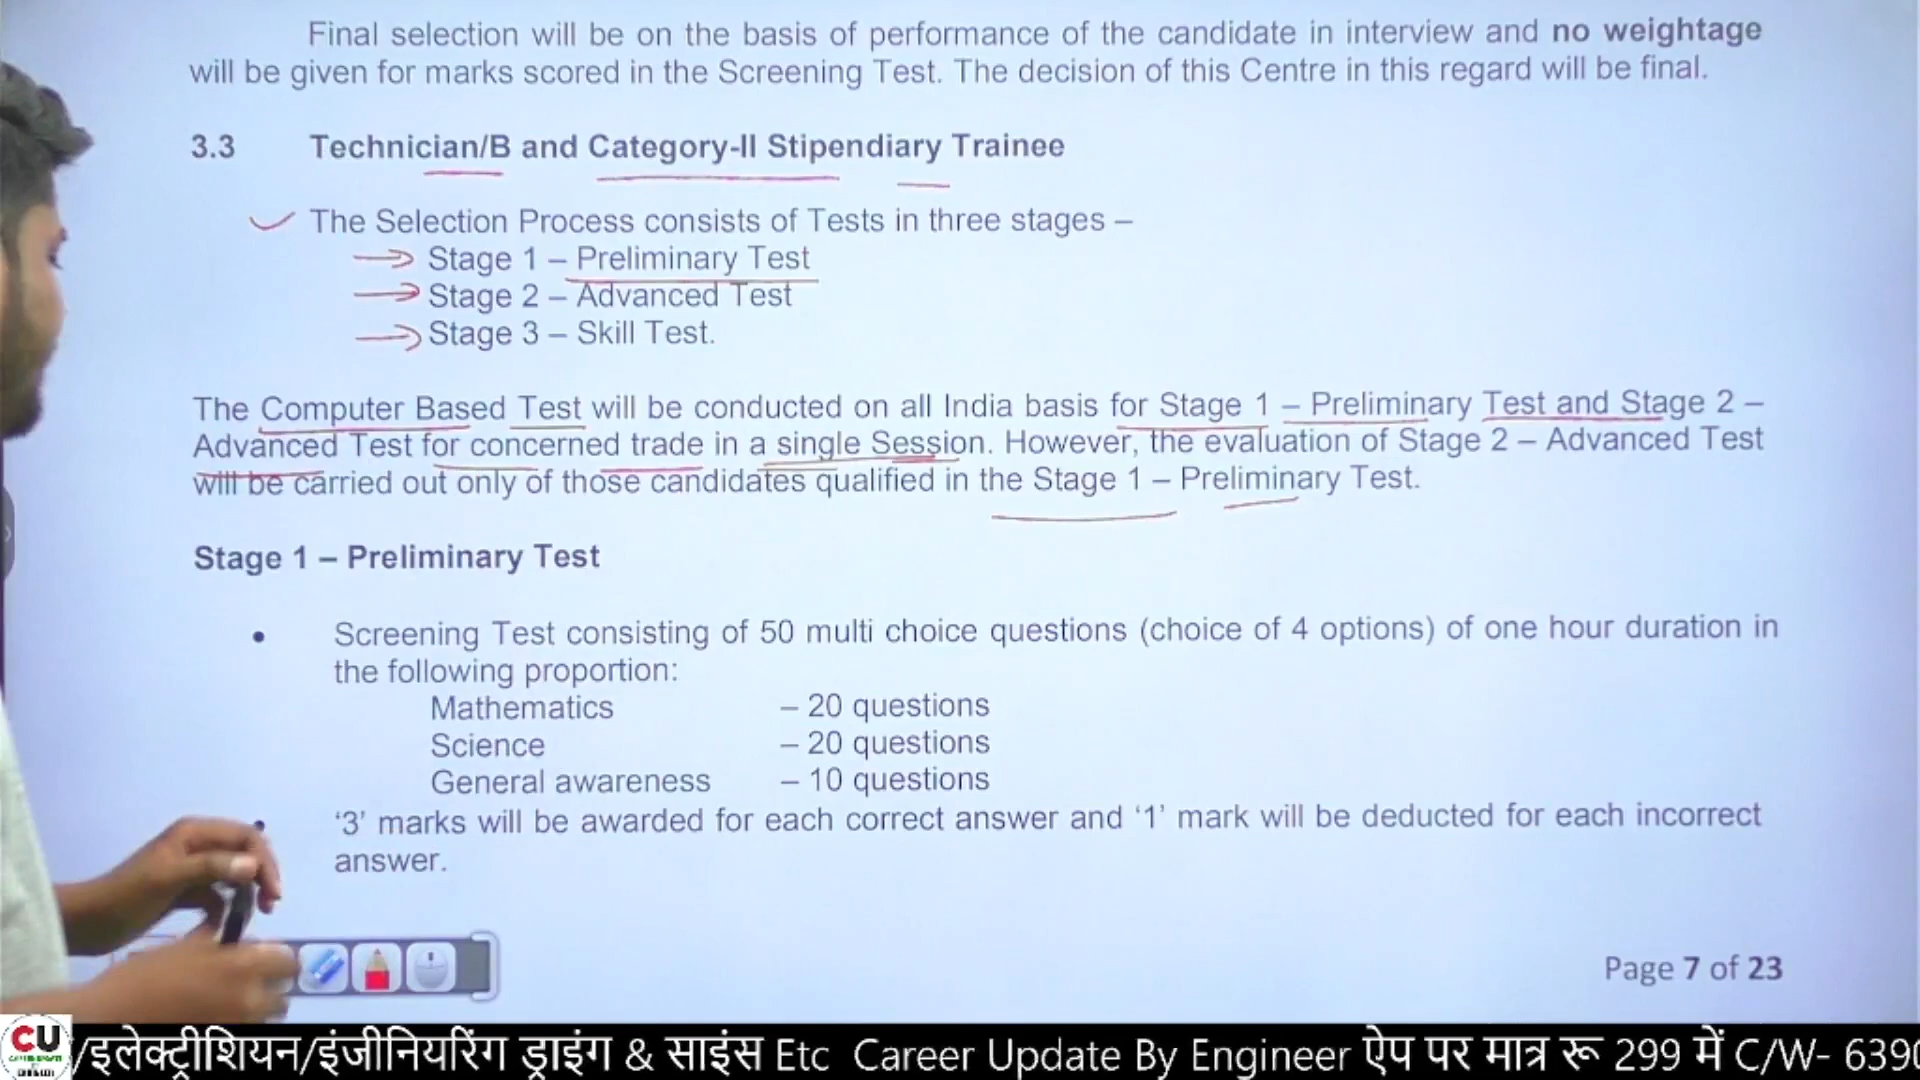 Final selection will be on the basis of performance of the candidate in interview and no weightage
will be given for marks scored in the Screening Test. The decision of this Centre in this regard will be final.
3.3 Technician/B and Category-II Stipendiary Trainee
The Selection Process consists of Tests in three stages –
Stage 1 – Preliminary Test
Stage 2 – Advanced Test
Stage 3 – Skill Test.
The Computer Based Test will be conducted on all India basis for Stage 1 – Preliminary Test and Stage 2 –
Advanced Test for concerned trade in a single Session. However, the evaluation of Stage 2 – Advanced Test
will be carried out only of those candidates qualified in the Stage 1 – Preliminary Test.
Stage 1 – Preliminary Test
• Screening Test consisting of 50 multi choice questions (choice of 4 options) of one hour duration in
the following proportion:
Mathematics – 20 questions
Science – 20 questions
General awareness – 10 questions
• ‘3’ marks will be awarded for each correct answer and ‘1’ mark will be deducted for each incorrect
answer.
Page 7 of 23
CU
/इलेक्ट्रीशियन/इंजीनियरिंग ड्राइंग & साइंस Etc Career Update By Engineer ऐप पर मात्र रू 299 में C/W- 6390